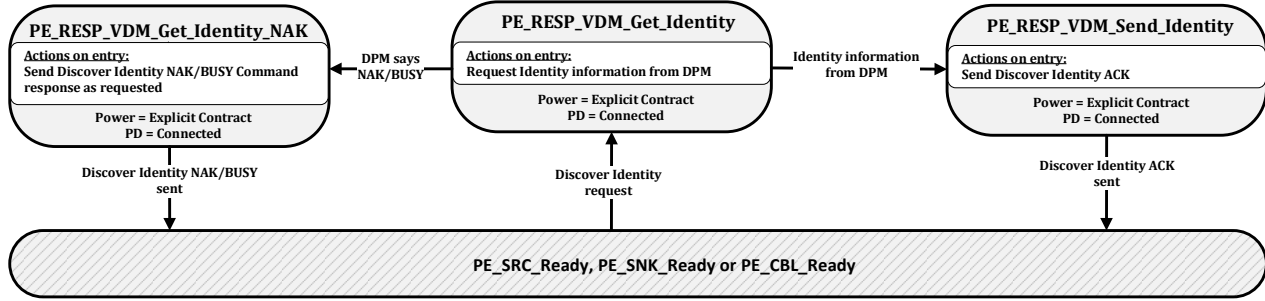 PE_RESP_VDM_Get_Identity_NAK
Actions on entry:
Send Discover Identity NAK/BUSY Command
response as requested
Power = Explicit Contract
PD = Connected
DPM says
NAK/BUSY
PE_RESP_VDM_Get_Identity
Actions on entry:
Request Identity information from DPM
Power = Explicit Contract
PD = Connected
Identity information
from DPM
PE_RESP_VDM_Send_Identity
Actions on entry:
Send Discover Identity ACK
Power = Explicit Contract
PD = Connected
Discover Identity NAK/BUSY
sent
Discover Identity
request
Discover Identity ACK
sent
PE_SRC_Ready, PE_SNK_Ready or PE_CBL_Ready